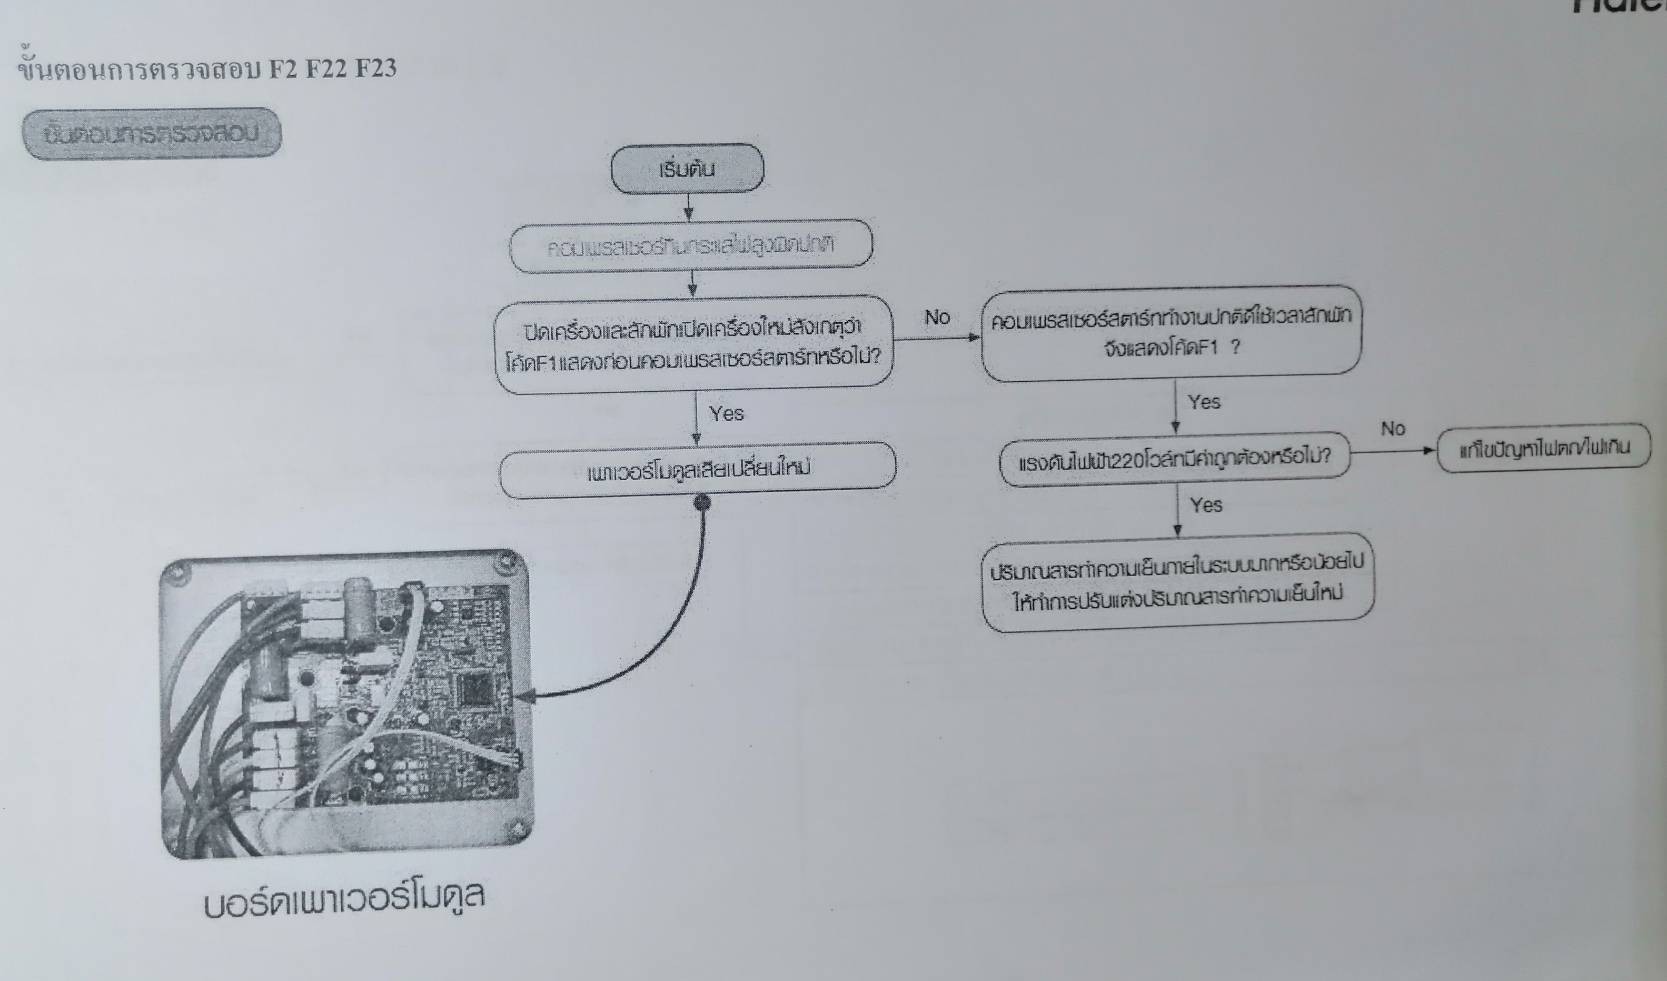 ขั้นตอนการตรวจสอบ F2 F22 F23
ขั้นตอนการตรวจสอบ
เริ่มต้น
คอมเพรสเซอร์กินกระแสไฟสูงผิดปกติ
ปิดเครื่องและสักพักเปิดเครื่องใหม่สังเกตุว่า
โค้ดF1แสดงก่อนคอมเพรสเซอร์สตาร์ทหรือไม่?
No
คอมเพรสเซอร์สตาร์ททำงานปกติดีใช้เวลาสักพัก
จึงแสดงโค้ดF1 ?
Yes
Yes
เพาเวอร์โมดูลเสียเปลี่ยนใหม่
แรงดันไฟฟ้า220โวล์ทมีค่าถูกต้องหรือไม่?
No
แก้ไขปัญหาไฟตก/ไฟเกิน
Yes
ปริมาณสารทำความเย็นภายในระบบมากหรือน้อยไป
ให้ทำการปรับแต่งปริมาณสารทำความเย็นใหม่
บอร์ดเพาเวอร์โมดูล